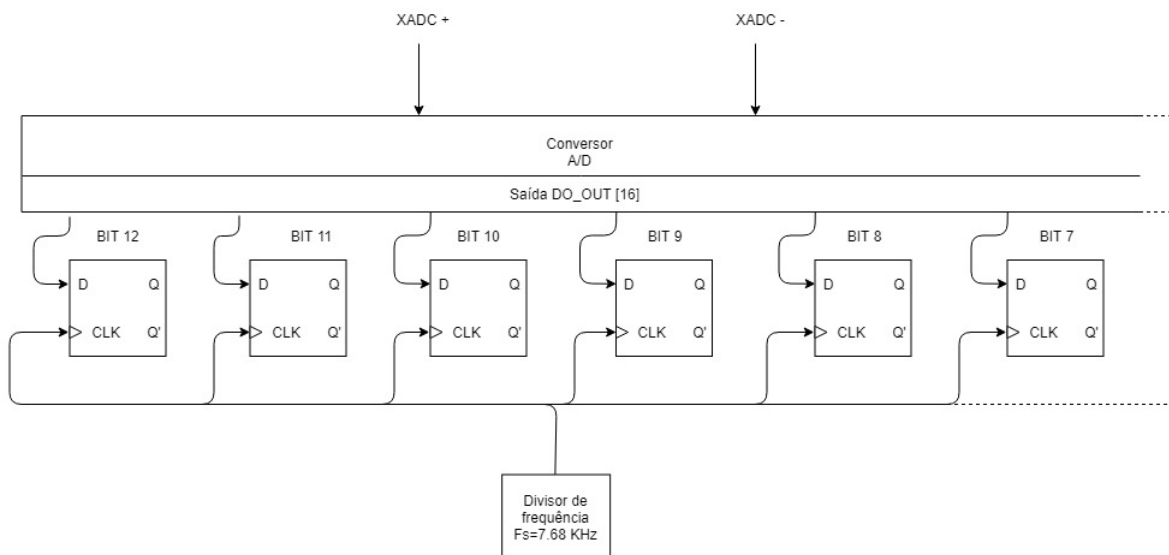 XADC +
XADC -
Conversor
A/D
Saída DO_OUT [16]
BIT 12
BIT 11
BIT 10
BIT 9
BIT 8
BIT 7
D
Q
D
Q
D
Q
D
Q
D
Q
D
Q
CLK
Q'
CLK
Q'
CLK
Q'
CLK
Q'
CLK
Q'
CLK
Q'
Divisor de
frequência
Fs=7.68 KHz